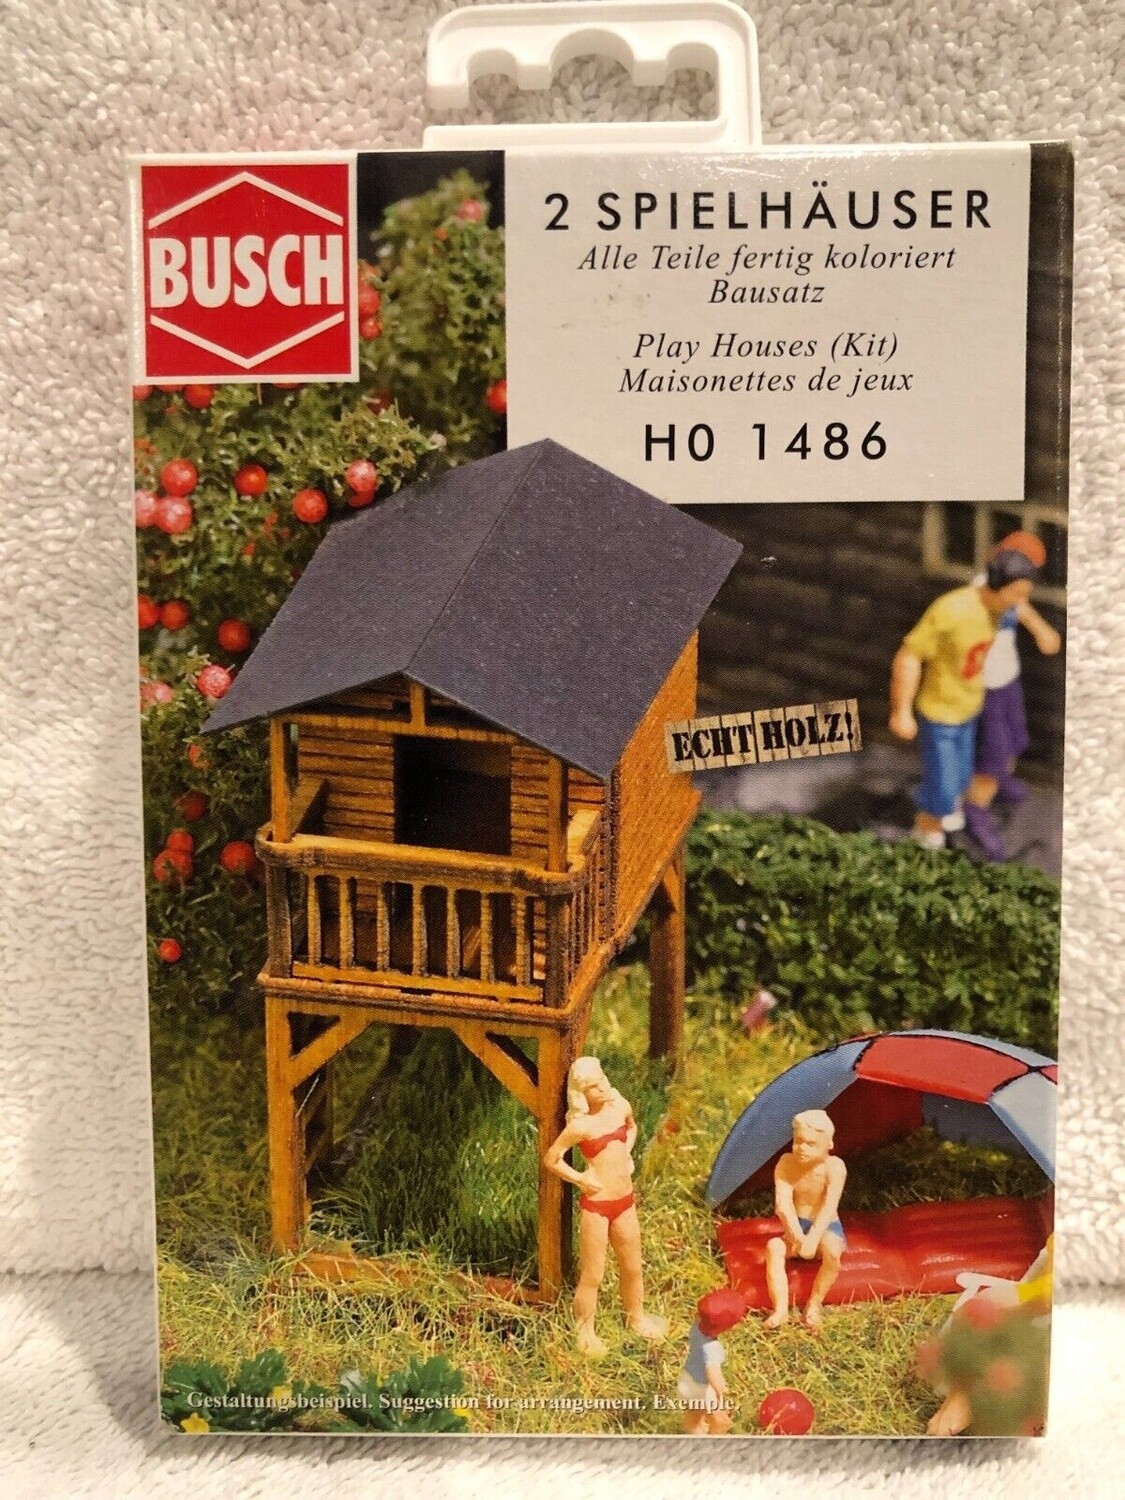 BUSCH
2 SPIELHÄUSER
Alle Teile fertig koloriert
Bausatz
Play Houses (Kit)
Maisonettes de jeux
H0 1486
ECHT HOLZ!
Gestaltungsbeispiel. Suggestion for arrangement. Exemple.